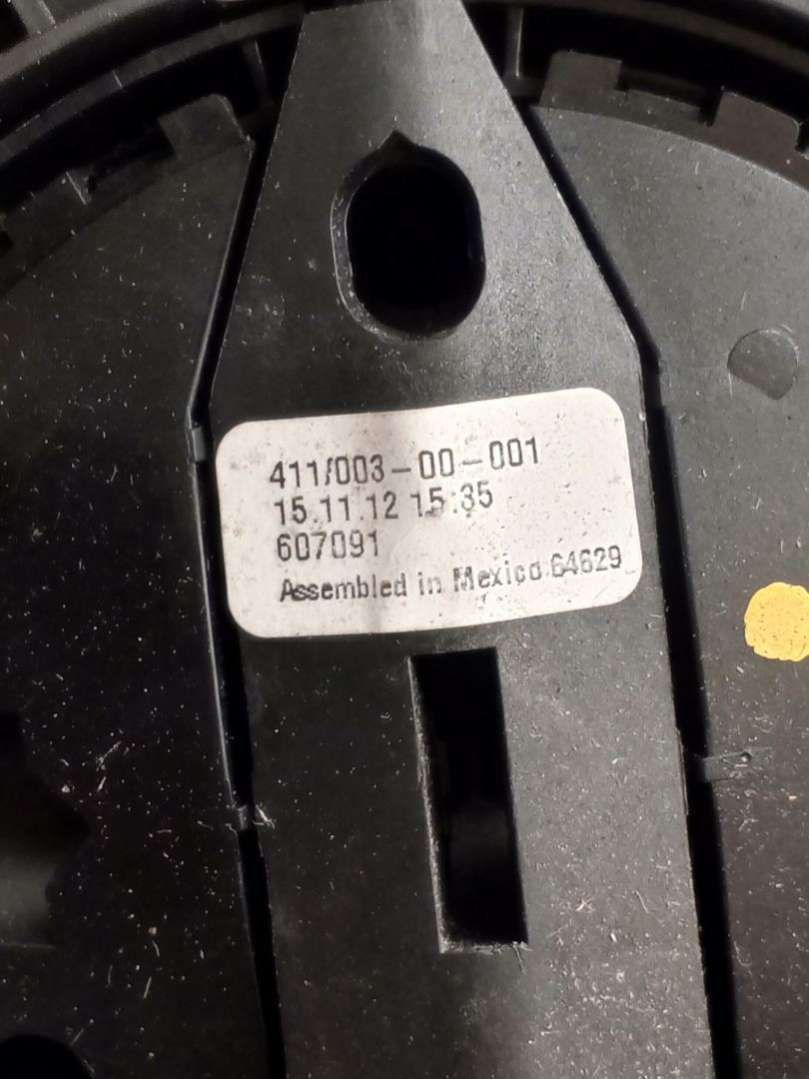 411/003-00-001
15.11.12 15:35
607091
Assembled in Mexico 64629